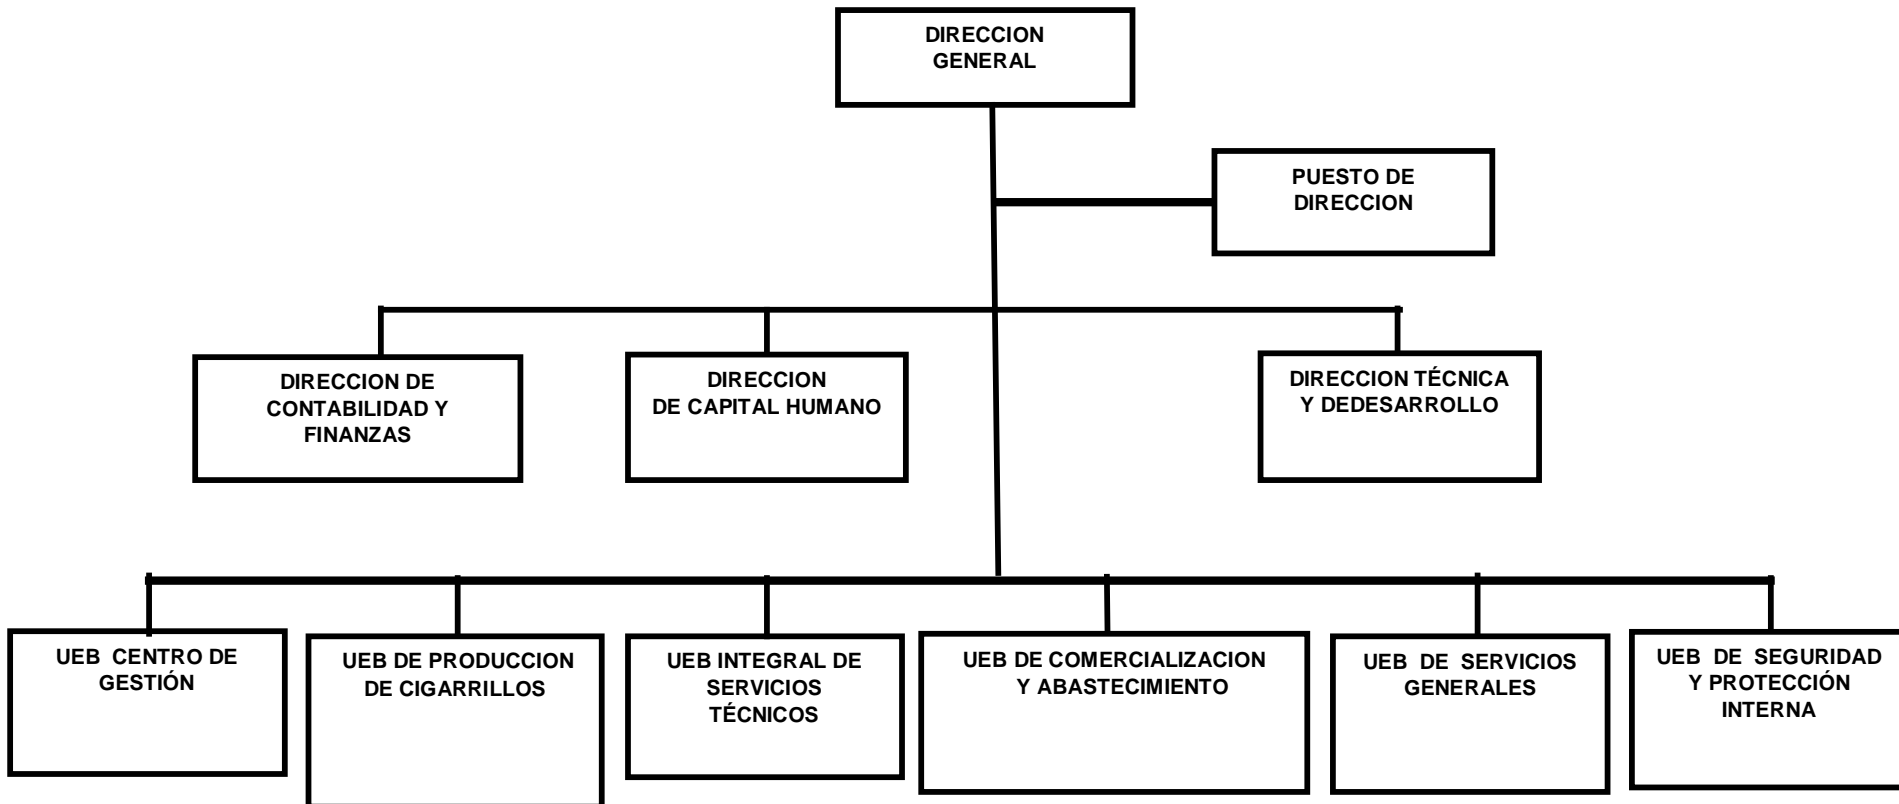 DIRECCION
GENERAL
PUESTO DE
DIRECCION
DIRECCION DE
CONTABILIDAD Y
FINANZAS
DIRECCION
DE CAPITAL HUMANO
DIRECCION TÉCNICA
Y DEDESARROLLO
UEB CENTRO DE
GESTIÓN
UEB DE PRODUCCION
DE CIGARRILLOS
UEB INTEGRAL DE
SERVICIOS
TÉCNICOS
UEB DE COMERCIALIZACION
Y ABASTECIMIENTO
UEB DE SERVICIOS
GENERALES
UEB DE SEGURIDAD
Y PROTECCIÓN
INTERNA